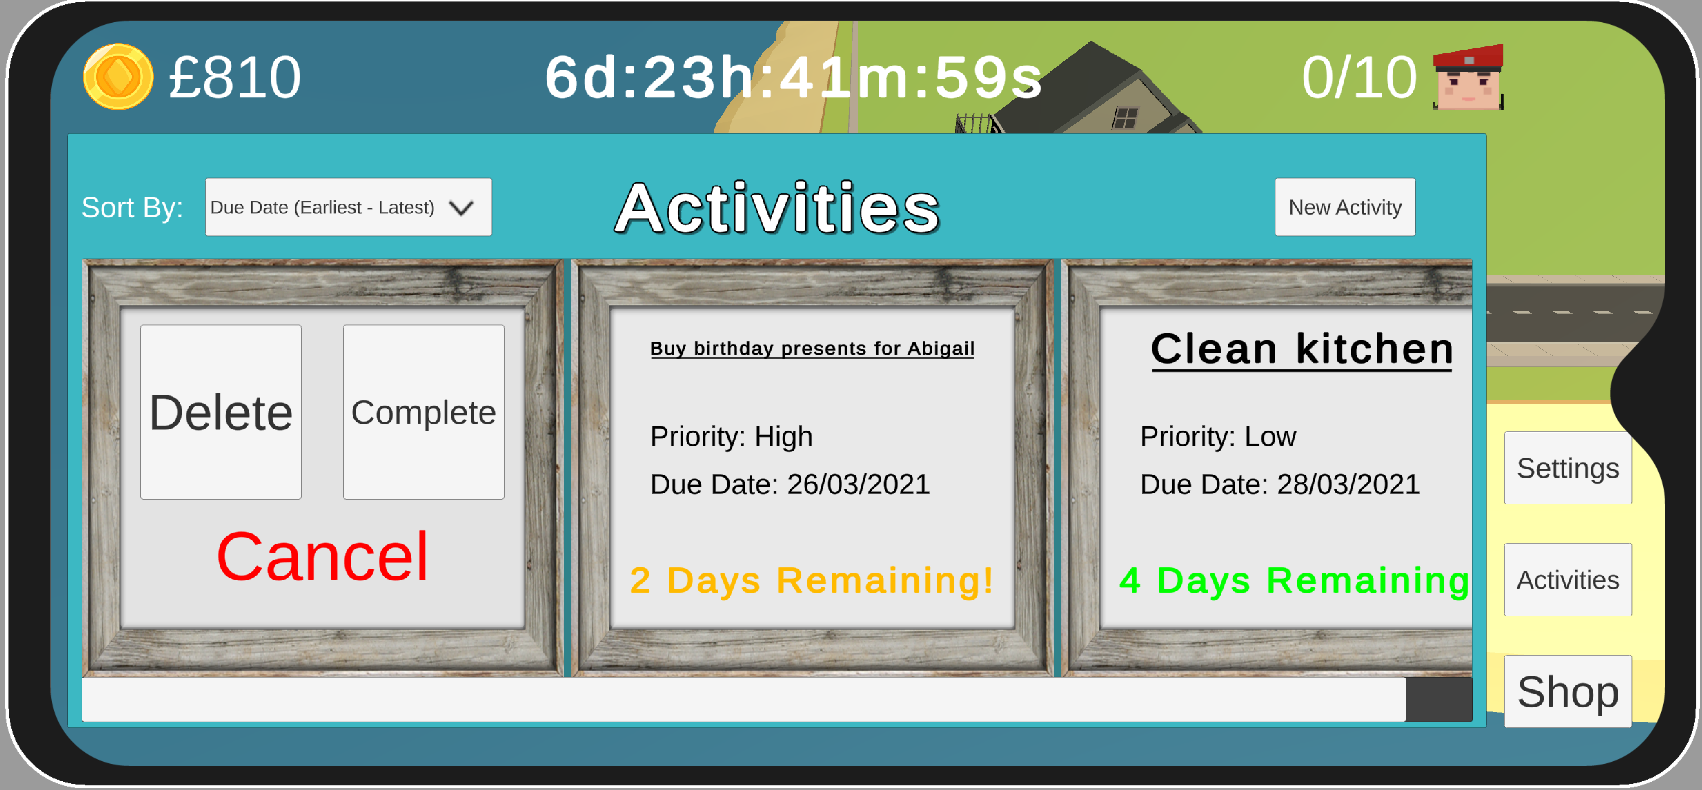 £810
6d:23h:41m:59s
0/10
Sort By:
Due Date (Earliest - Latest)
Activities
New Activity
Delete
Complete
Cancel
Buy birthday presents for Abigail
Priority: High
Due Date: 26/03/2021
2 Days Remaining!
Clean kitchen
Priority: Low
Due Date: 28/03/2021
4 Days Remaining
Settings
Activities
Shop